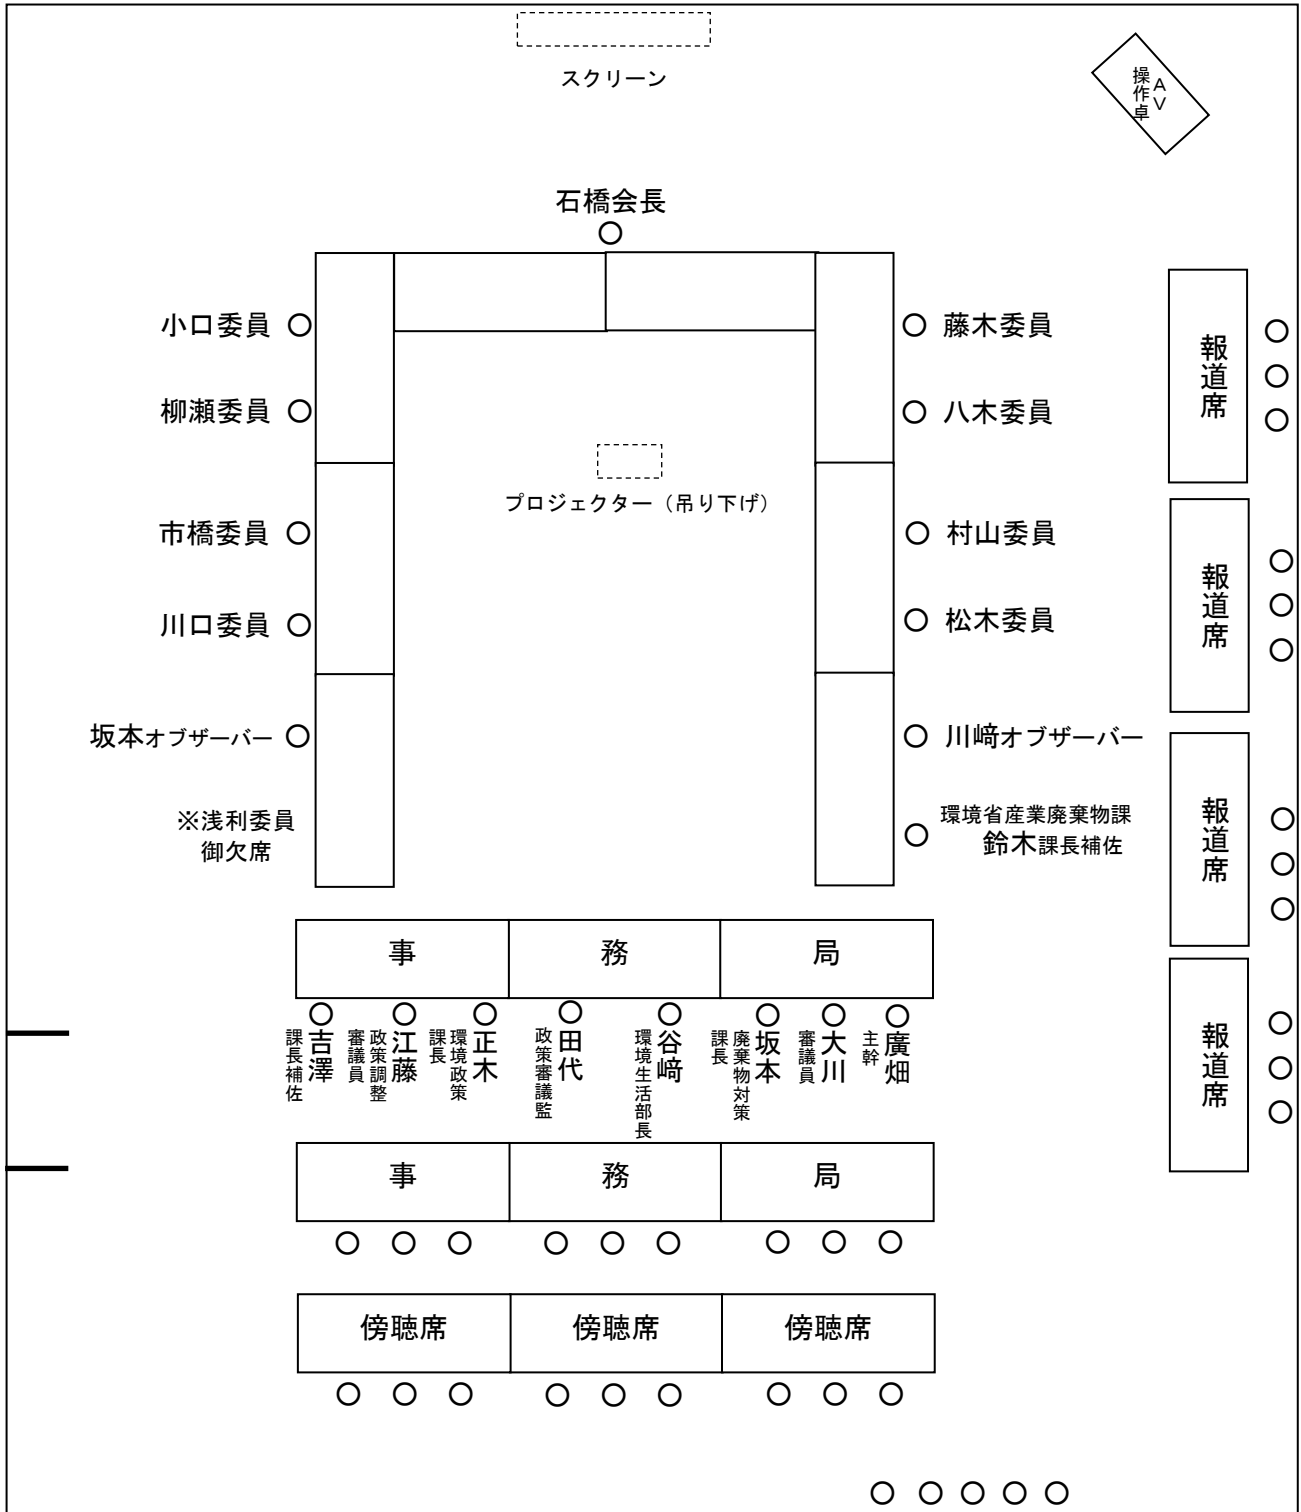 スクリーン
AV
操作卓
石橋会長
小口委員
藤木委員
報道席
柳瀬委員
八木委員
プロジェクター（吊り下げ）
市橋委員
村山委員
報道席
川口委員
松木委員
坂本オブザーバー
川﨑オブザーバー
報道席
※浅利委員
御欠席
環境省産業廃棄物課
鈴木課長補佐
事
務
局
吉澤
課長補佐
江藤
政策調整
審議員
正木
環境政策
課長
田代
政策審議監
谷﨑
環境生活部長
坂本
廃棄物対策
課長
大川
審議員
廣畑
主幹
報道席
事
務
局
傍聴席
傍聴席
傍聴席